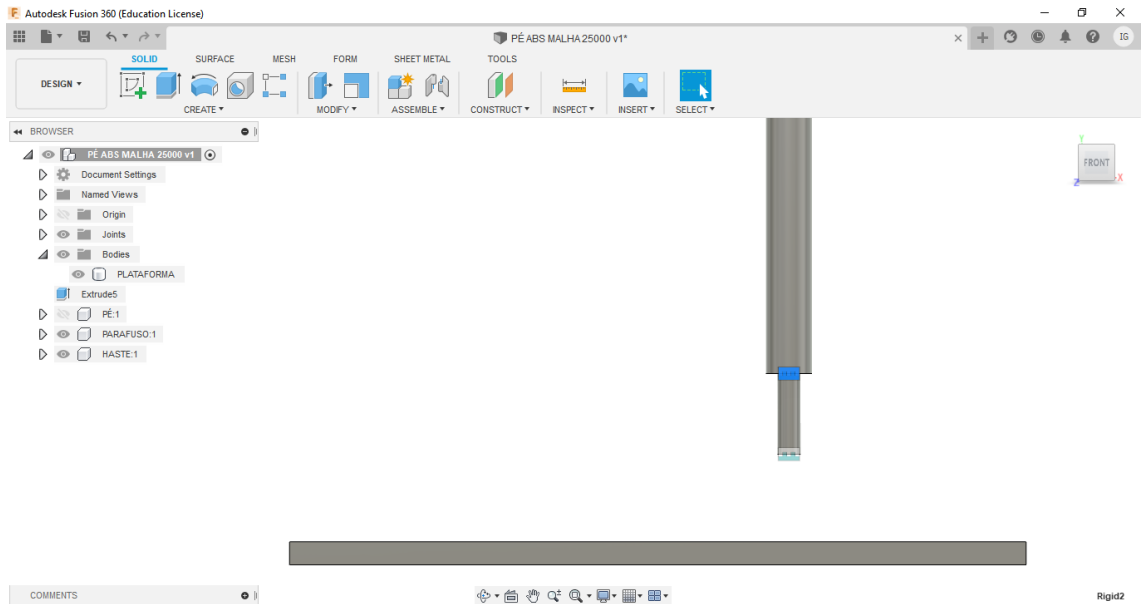 Autodesk Fusion 360 (Education License)
PÉ ABS MALHA 25000 v1*
IG
SOLID SURFACE MESH FORM SHEET METAL TOOLS
DESIGN
CREATE MODIFY ASSEMBLE CONSTRUCT INSPECT INSERT SELECT
BROWSER
PÉ ABS MALHA 25000 v1
Document Settings
Named Views
Origin
Joints
Bodies
PLATAFORMA
Extrude5
PÉ:1
PARAFUSO:1
HASTE:1
Y
FRONT
X
Z
COMMENTS
Rigid2